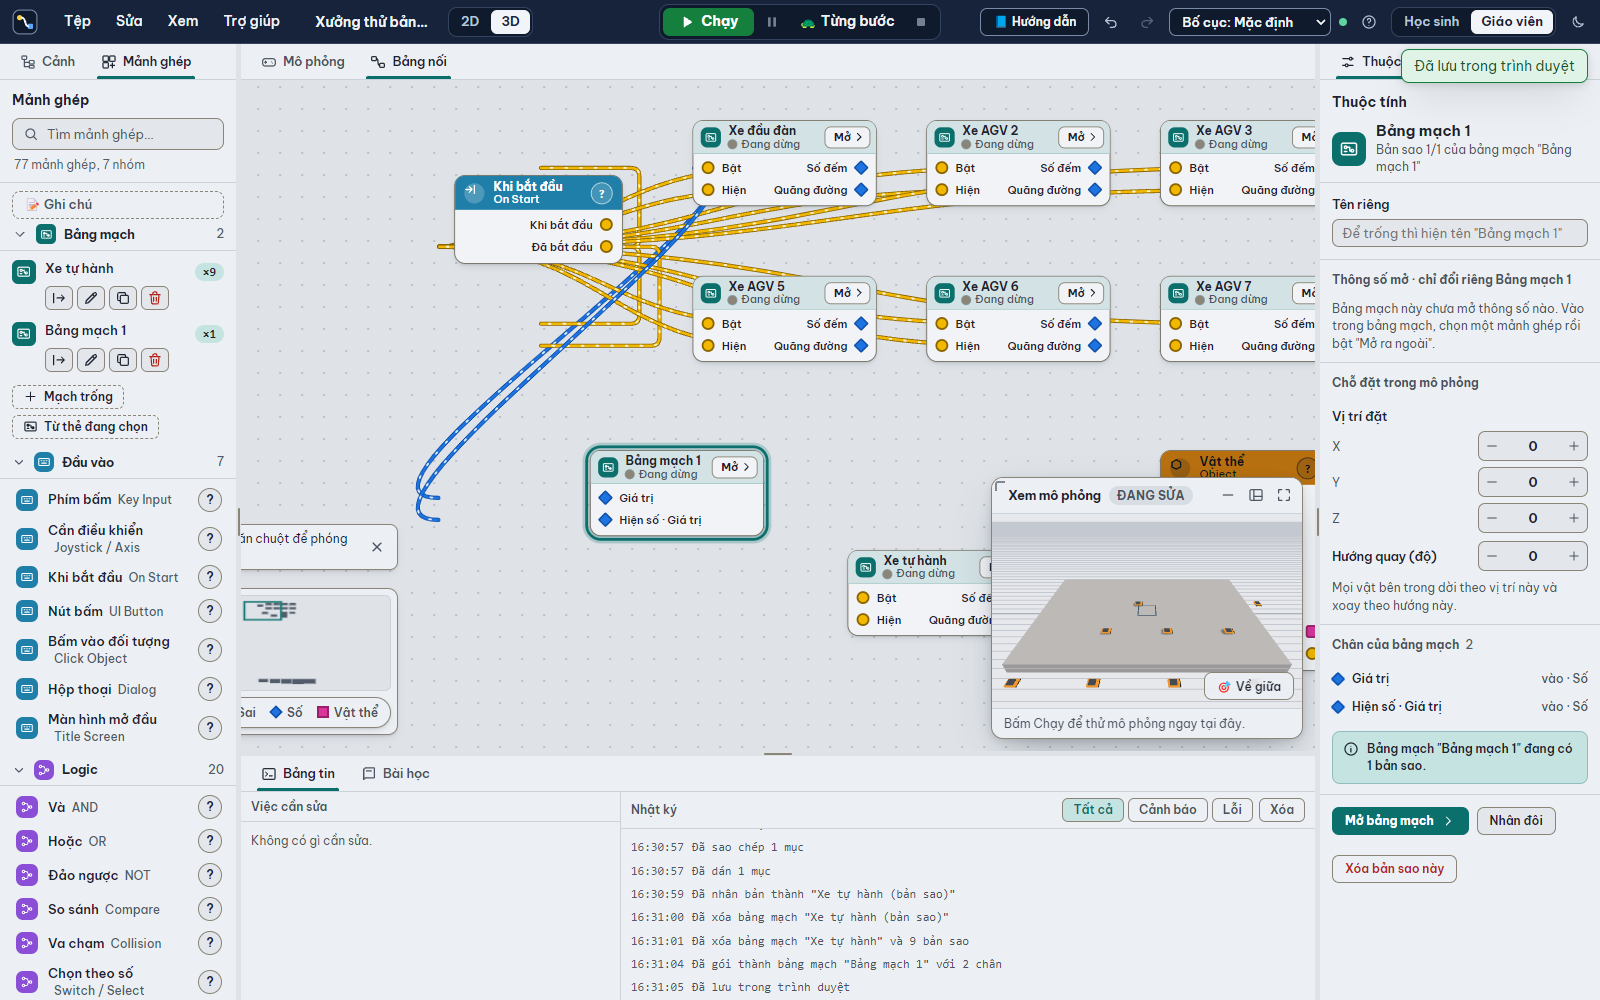 Tệp
Sửa
Xem
Trợ giúp
Xưởng thử bản...
2D
3D
Chạy
Từng bước
Hướng dẫn
Bố cục: Mặc định
Học sinh
Giáo viên
Cảnh
Mảnh ghép
Mảnh ghép
Tìm mảnh ghép...
77 mảnh ghép, 7 nhóm
Ghi chú
Bảng mạch
2
Xe tự hành
×9
Bảng mạch 1
×1
Mạch trống
Từ thẻ đang chọn
Đầu vào
7
Phím bấm Key Input
?
Cần điều khiển
Joystick / Axis
?
Khi bắt đầu On Start
?
Nút bấm UI Button
?
Bấm vào đối tượng
Click Object
?
Hộp thoại Dialog
?
Màn hình mở đầu
Title Screen
?
Logic
20
Và AND
?
Hoặc OR
?
Đảo ngược NOT
?
So sánh Compare
?
Va chạm Collision
?
Chọn theo số
Switch / Select
?
Mô phỏng
Bảng nối
Khi bắt đầu
On Start
?
Khi bắt đầu
Đã bắt đầu
Xe đầu đàn
Đang dừng
Mở
Bật
Số đếm
Hiện
Quãng đường
Xe AGV 2
Đang dừng
Mở
Bật
Số đếm
Hiện
Quãng đường
Xe AGV 3
Đang dừng
Bật
Số đếm
Hiện
Quãng đường
Xe AGV 5
Đang dừng
Mở
Bật
Số đếm
Hiện
Quãng đường
Xe AGV 6
Đang dừng
Mở
Bật
Số đếm
Hiện
Quãng đường
Xe AGV 7
Đang dừng
Bật
Số đếm
Hiện
Quãng đường
Bảng mạch 1
Đang dừng
Mở
Giá trị
Hiện số · Giá trị
chuột để phóng
Số
Vật thể
Xe tự hành
Đang dừng
Bật
Hiện
Vật thể
Object
?
Xem mô phỏng
ĐANG SỬA
Về giữa
Bấm Chạy để thử mô phỏng ngay tại đây.
Bảng tin
Bài học
Việc cần sửa
Không có gì cần sửa.
Nhật ký
Tất cả
Cảnh báo
Lỗi
Xóa
16:30:57 Đã sao chép 1 mục
16:30:57 Đã dán 1 mục
16:30:59 Đã nhân bản thành "Xe tự hành (bản sao)"
16:31:00 Đã xóa bảng mạch "Xe tự hành (bản sao)"
16:31:01 Đã xóa bảng mạch "Xe tự hành" và 9 bản sao
16:31:04 Đã gói thành bảng mạch "Bảng mạch 1" với 2 chân
16:31:05 Đã lưu trong trình duyệt
Đã lưu trong trình duyệt
Thuộc tính
Bảng mạch 1
Bản sao 1/1 của bảng mạch "Bảng
mạch 1"
Tên riêng
Để trống thì hiện tên "Bảng mạch 1"
Thông số mở · chỉ đổi riêng Bảng mạch 1
Bảng mạch này chưa mở thông số nào. Vào
trong bảng mạch, chọn một mảnh ghép rồi
bật "Mở ra ngoài".
Chỗ đặt trong mô phỏng
Vị trí đặt
X
0
Y
0
Z
0
Hướng quay (độ)
0
Mọi vật bên trong dời theo vị trí này và
xoay theo hướng này.
Chân của bảng mạch 2
Giá trị
vào · Số
Hiện số · Giá trị
vào · Số
Bảng mạch "Bảng mạch 1" đang có
1 bản sao.
Mở bảng mạch
Nhân đôi
Xóa bản sao này